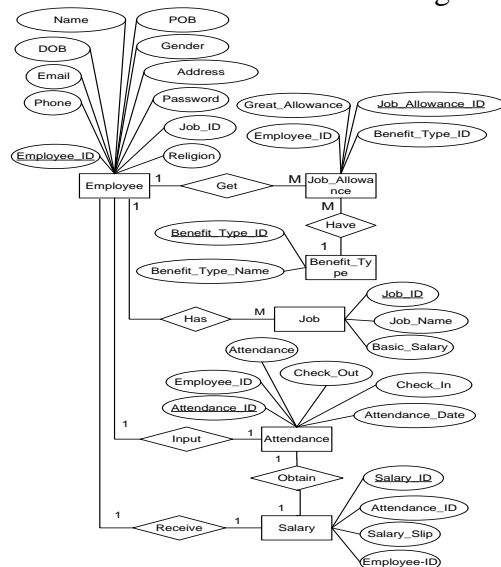 Name
POB
DOB
Gender
Email
Address
Phone
Password
Great_Allowance
Job_Allowance_ID
Job_ID
Employee_ID
Benefit_Type_ID
Employee_ID
Religion
Employee
1
Get
M
Job_Allowa
nce
1
1
1
M
Have
Benefit_Type_ID
1
Benefit_Type_Name
Benefit_Ty
pe
Job_ID
Has
M
Job
Job_Name
Basic_Salary
Attendance
Check_Out
Employee_ID
Check_In
Attendance_ID
Attendance_Date
1
Input
1
Attendance
1
Obtain
Salary_ID
1
Attendance_ID
1
Receive
1
Salary
Salary_Slip
Employee-ID